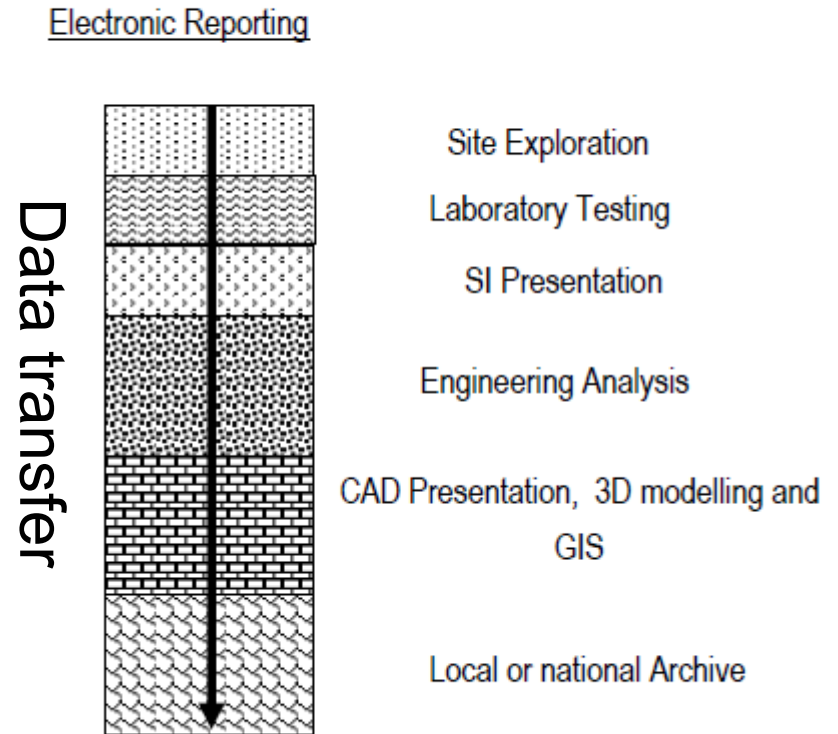 Electronic Reporting
Data transfer
Site Exploration
Laboratory Testing
SI Presentation
Engineering Analysis
CAD Presentation, 3D modelling and
GIS
Local or national Archive